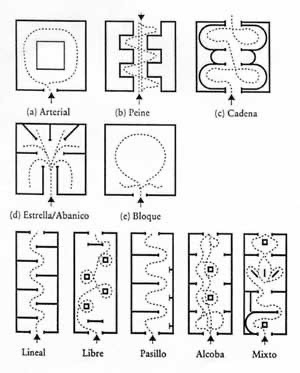 (a) Arterial (b) Peine (c) Cadena
(d) Estrella/Abanico (e) Bloque
Lineal Libre Pasillo Alcoba Mixto